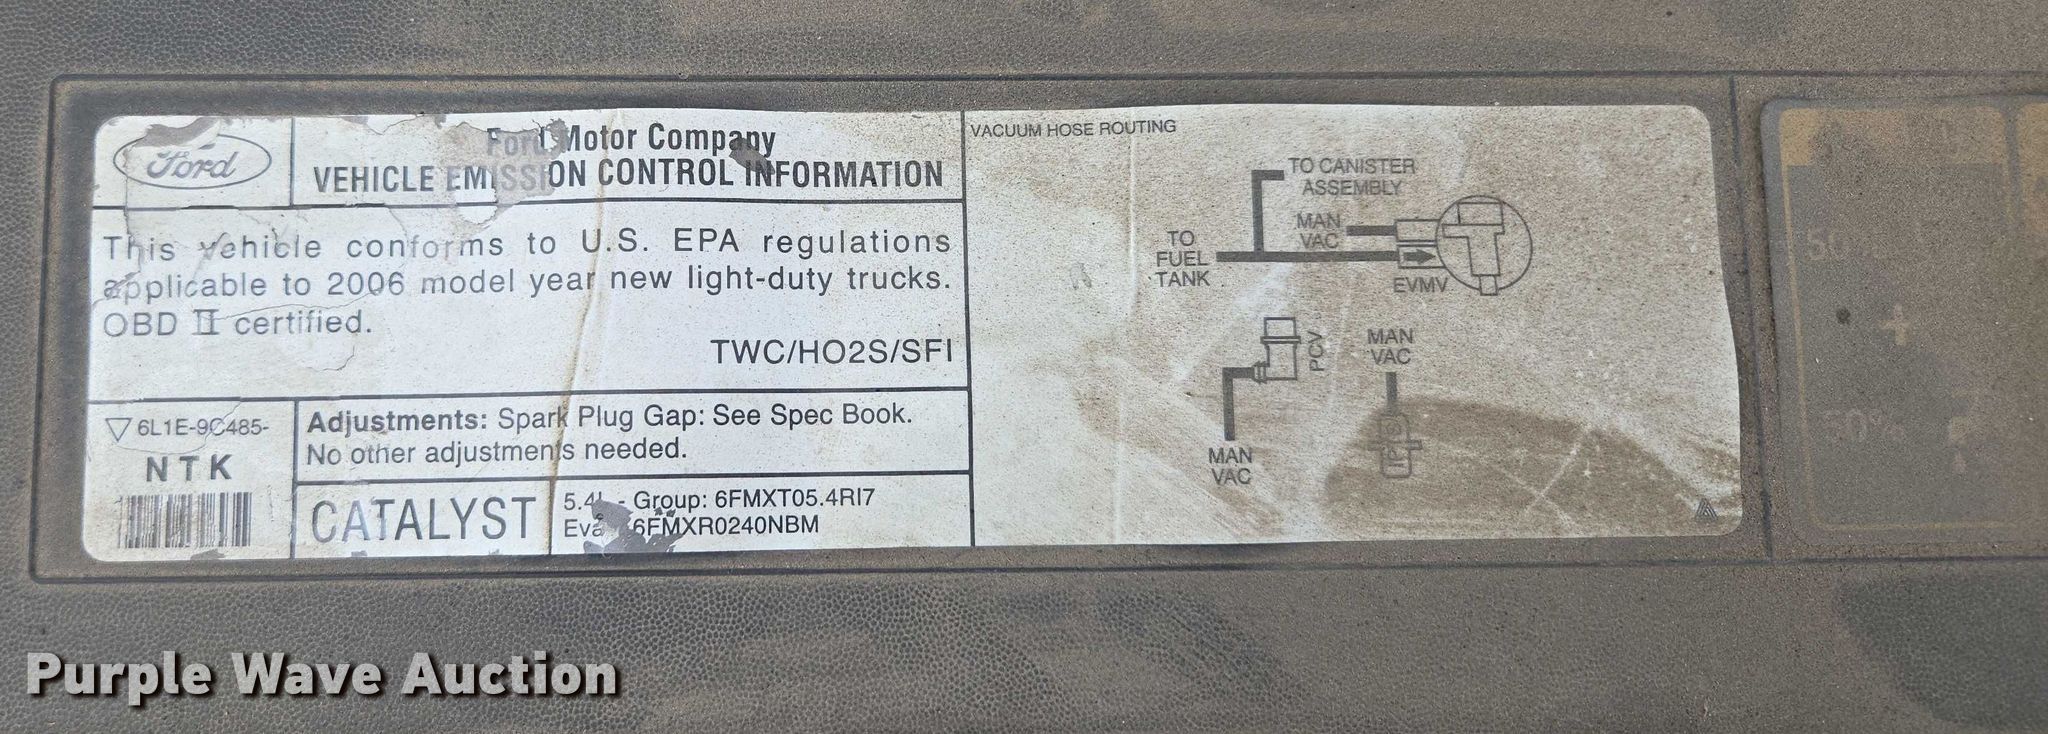 Ford
Ford Motor Company
VEHICLE EMISSION CONTROL INFORMATION
This vehicle conforms to U.S. EPA regulations
applicable to 2006 model year new light-duty trucks.
OBD II certified.
TWC/HO2S/SFI
6L1E-9C485-
NTK
Adjustments: Spark Plug Gap: See Spec Book.
No other adjustments needed.
CATALYST
5.4L - Group: 6FMXT05.4RI7
6FMXR0240NBM
VACUUM HOSE ROUTING
TO CANISTER
ASSEMBLY
MAN
VAC
TO
FUEL
TANK
EVMV
PCV
MAN
VAC
MAN
VAC
50%
Purple Wave Auction